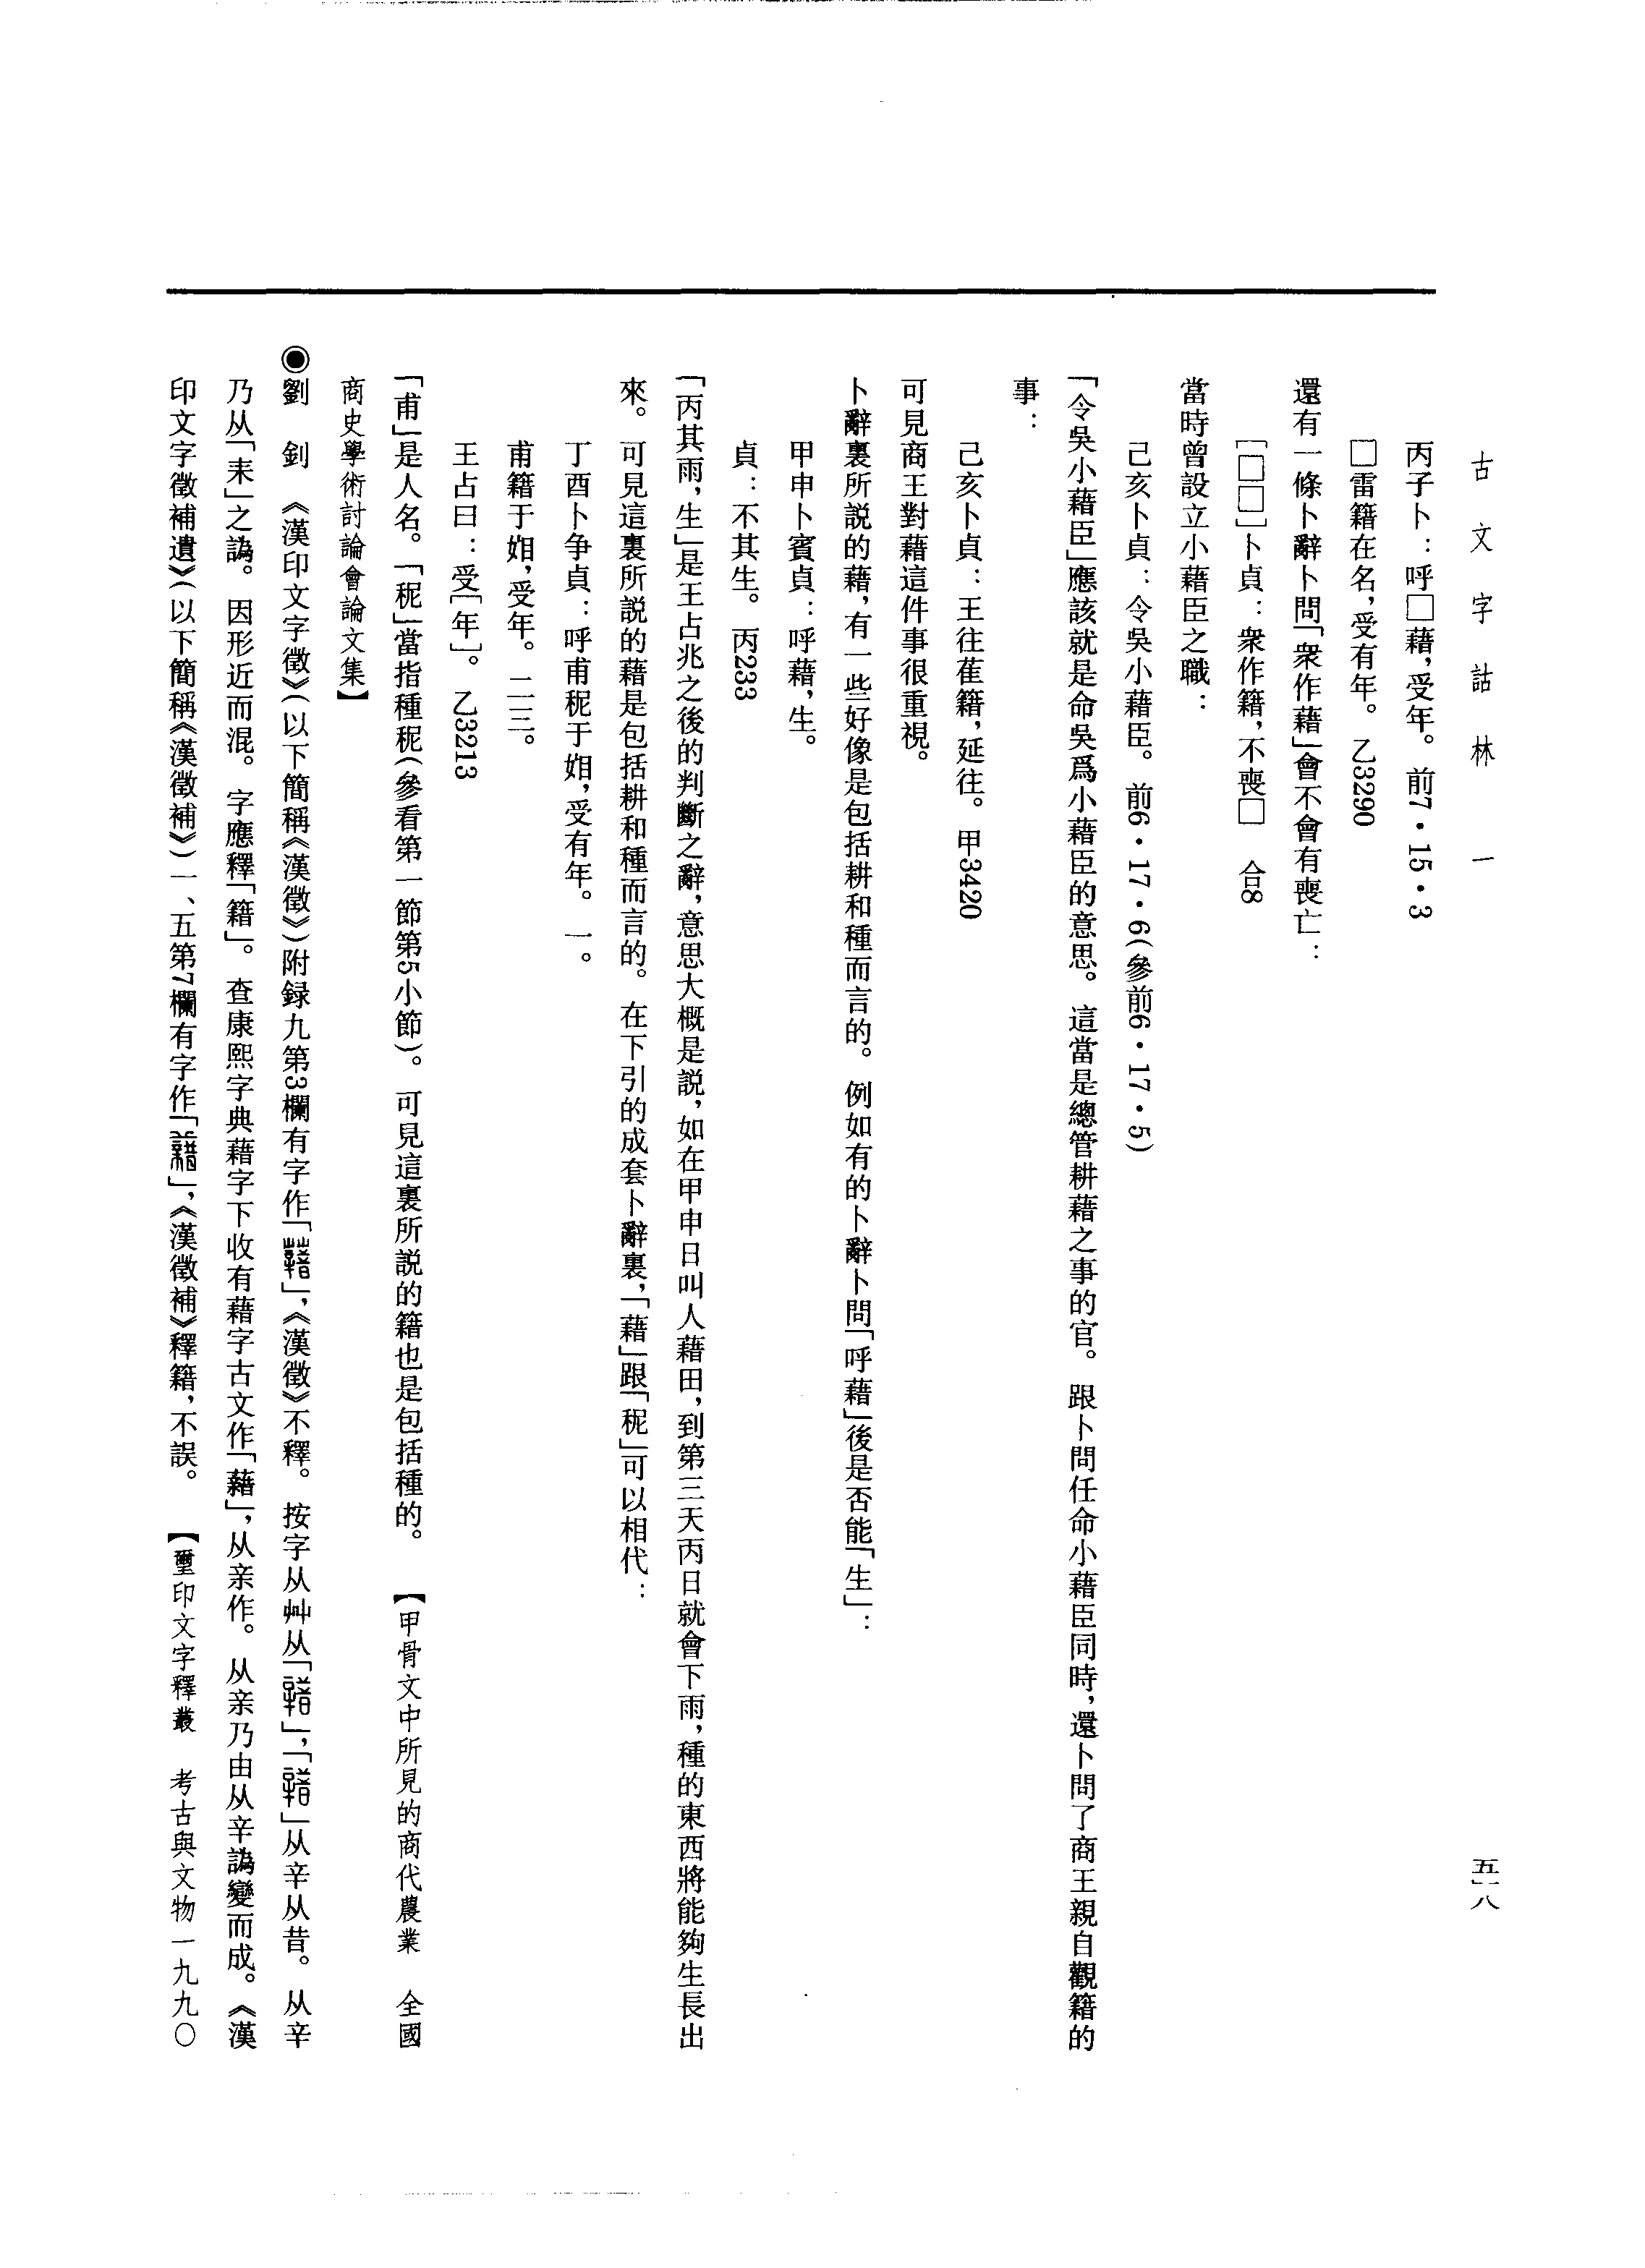 古文字詁林 一
五一八
丙子卜：呼□藉，受年。 前7·15·3
□雷籍在名，受有年。 乙3290
還有一條卜辭卜問「衆作藉」會不會有喪亡：
［□□］卜貞：衆作籍，不喪□ 合8
當時曾設立小藉臣之職：
己亥卜貞：令吳小藉臣。 前6·17·6（參前6·17·5）
「令吳小藉臣」應該就是命吳爲小藉臣的意思。這當是總管耕藉之事的官。跟卜問任命小藉臣同時，還卜問了商王親自觀籍的
事：
己亥卜貞：王往萑籍，延往。 甲3420
可見商王對藉這件事很重視。
卜辭裏所説的藉，有一些好像是包括耕和種而言的。例如有的卜辭卜問「呼藉」後是否能「生」：
甲申卜賓貞：呼藉，生。
貞：不其生。 丙233
「丙其雨，生」是王占兆之後的判斷之辭，意思大概是説，如在甲申日叫人藉田，到第三天丙日就會下雨，種的東西將能夠生長出
來。可見這裏所説的藉是包括耕和種而言的。在下引的成套卜辭裏，「藉」跟「秜」可以相代：
丁酉卜争貞：呼甫秜于姐，受有年。 一。
甫籍于姐，受年。 二三。
王占曰：受［年］。 乙3213
「甫」是人名。「秜」當指種秜（參看第一節第5小節）。可見這裏所説的籍也是包括種的。 【甲骨文中所見的商代農業 全國
商史學術討論會論文集】
◉劉 釗 《漢印文字徵》（以下簡稱《漢徵》）附録九第3欄有字作「」，《漢徵》不釋。按字从艸从「」，「」从辛从昔。从辛
乃从「耒」之譌。因形近而混。字應釋「籍」。查康熙字典藉字下收有藉字古文作「」，从亲作。从亲乃由从辛譌變而成。《漢
印文字徵補遺》（以下簡稱《漢徵補》）一、五第7欄有字作「」，《漢徵補》釋籍，不誤。 【璽印文字釋叢 考古與文物一九九〇